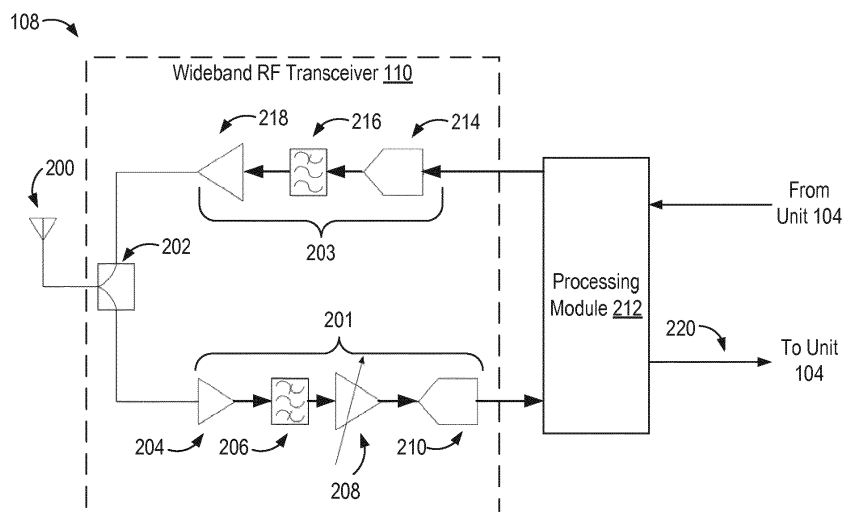 108
Wideband RF Transceiver 110
218
216
214
200
From
Unit 104
202
203
Processing
Module 212
220
201
To Unit
104
204
206
210
208